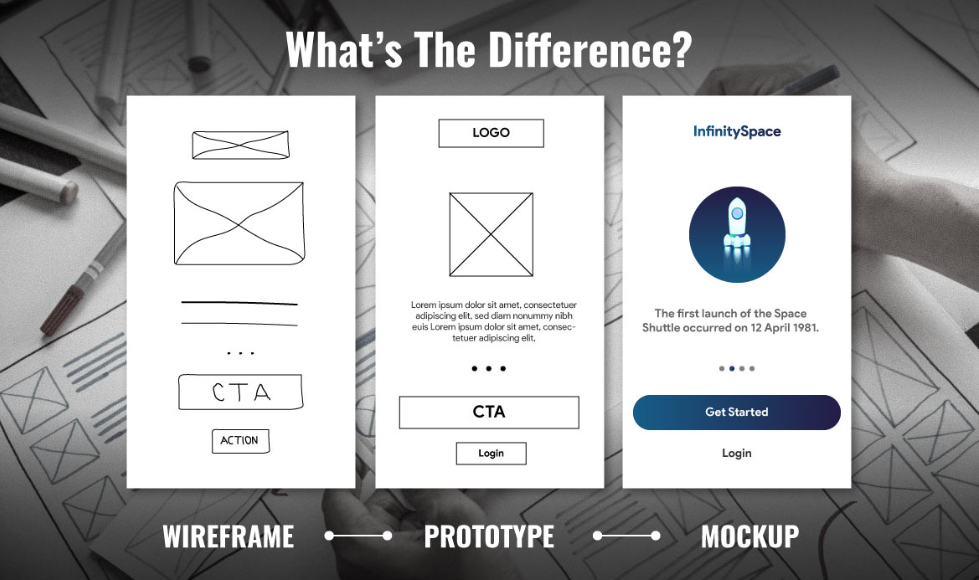 What's The Difference?
CTA
ACTION
LOGO
Lorem ipsum dolor sit amet, consectetuer
adipiscing elit, sed diam nonummy nibh
euis Lorem ipsum dolor sit amet, consec-
tetuer adipiscing elit,
CTA
Login
InfinitySpace
The first launch of the Space
Shuttle occurred on 12 April 1981.
Get Started
Login
WIREFRAME
PROTOTYPE
MOCKUP